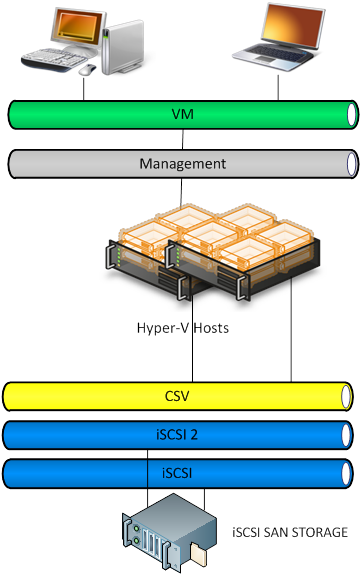 VM
Management
Hyper-V Hosts
CSV
iSCSI 2
iSCSI
iSCSI SAN STORAGE